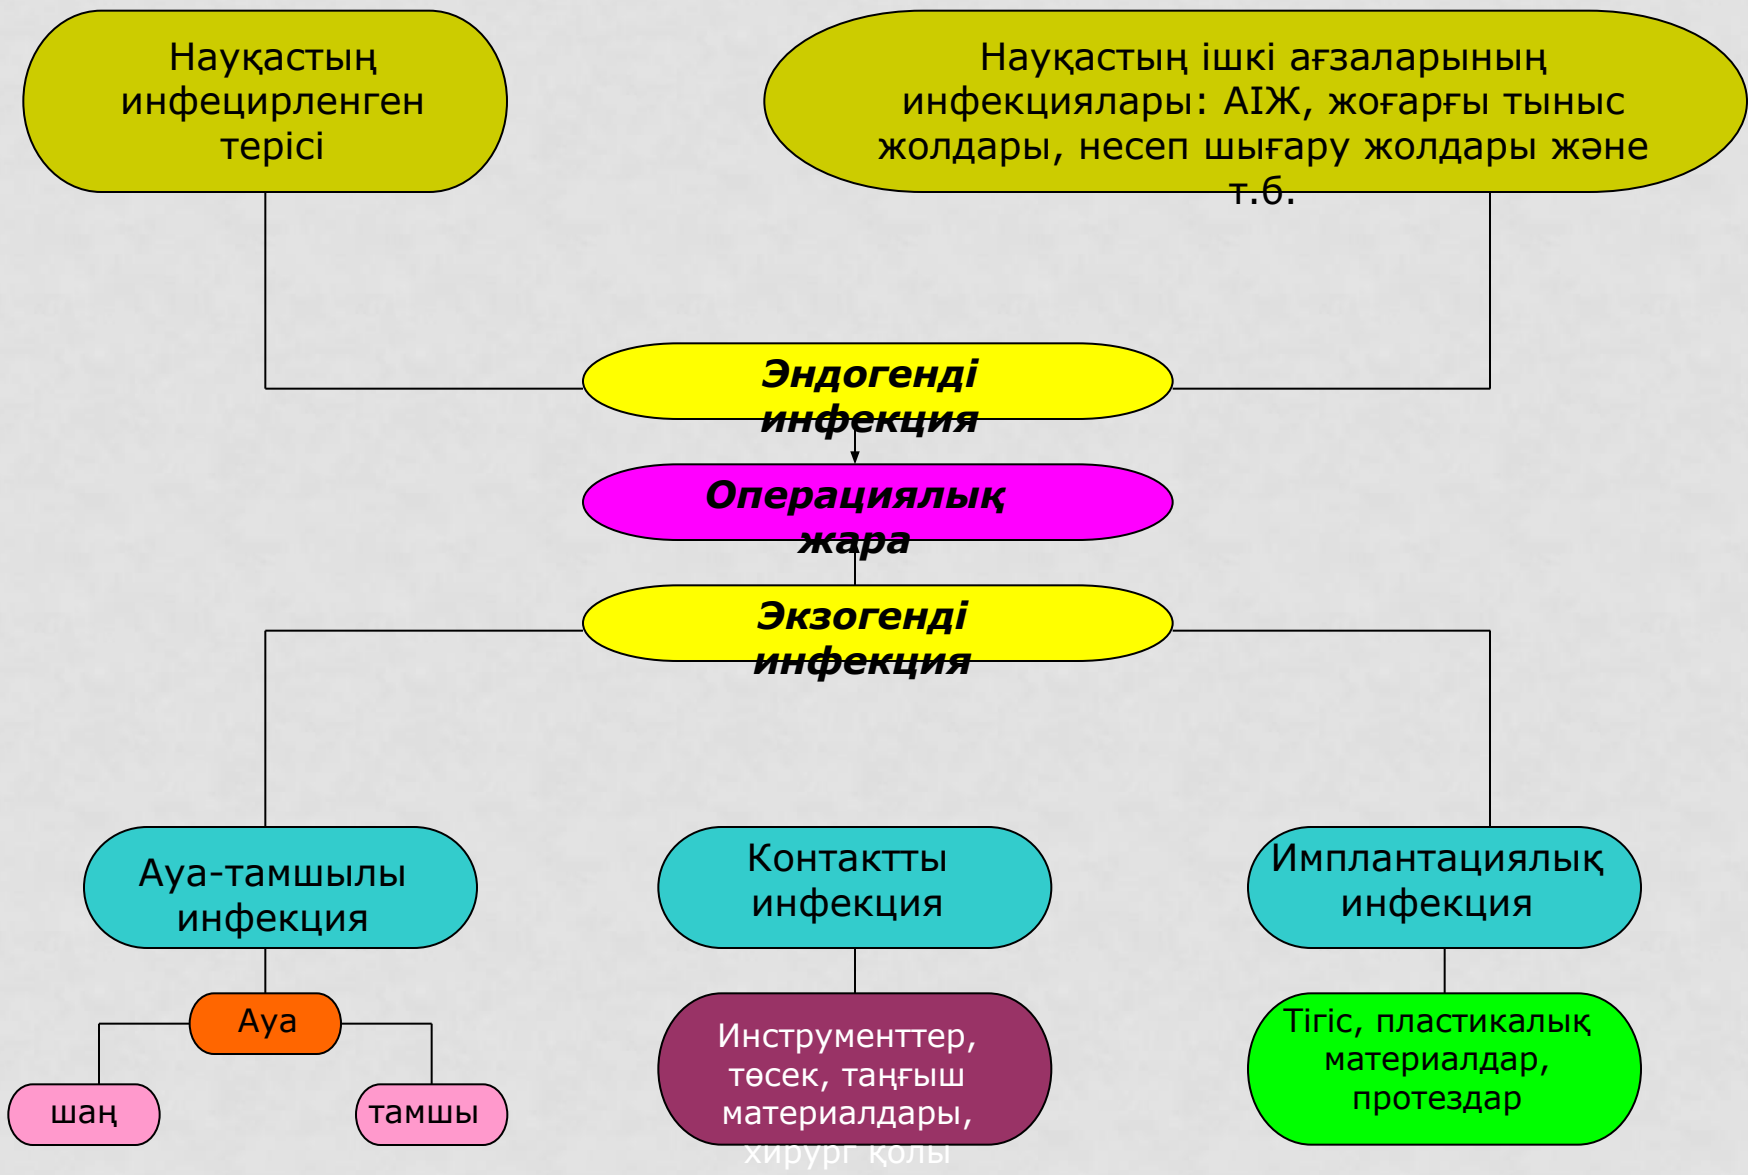 Науқастың
инфецирленген
терісі
Науқастың ішкі ағзаларының
инфекциялары: АІЖ, жоғарғы тыныс
жолдары, несеп шығару жолдары және
т.б.
Эндогенді
инфекция
Операциялық
жара
Экзогенді
инфекция
Ауа-тамшылы
инфекция
Контактты
инфекция
Имплантациялық
инфекция
Ауа
шаң
тамшы
Инструменттер,
төсек, таңғыш
материалдары,
хирург қолы
Тігіс, пластикалық
материалдар,
протездар